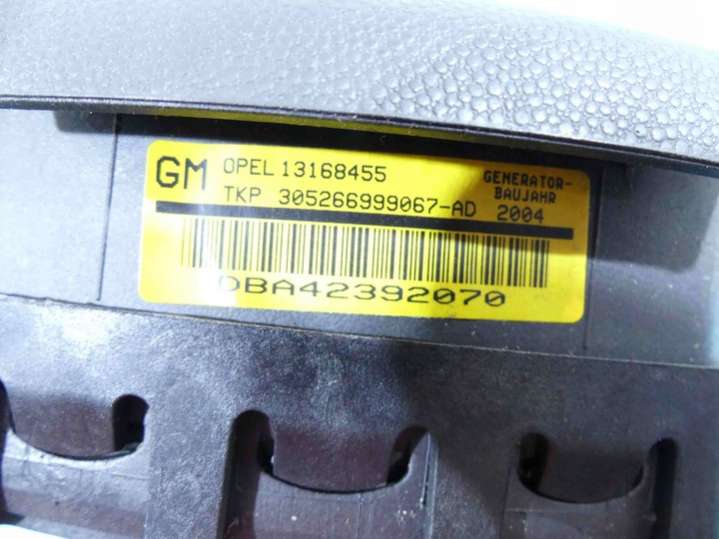 GM OPEL 13168455
TKP 305266999067-AD
GENERATOR-
BAUJAHR
2004
DBA42392070